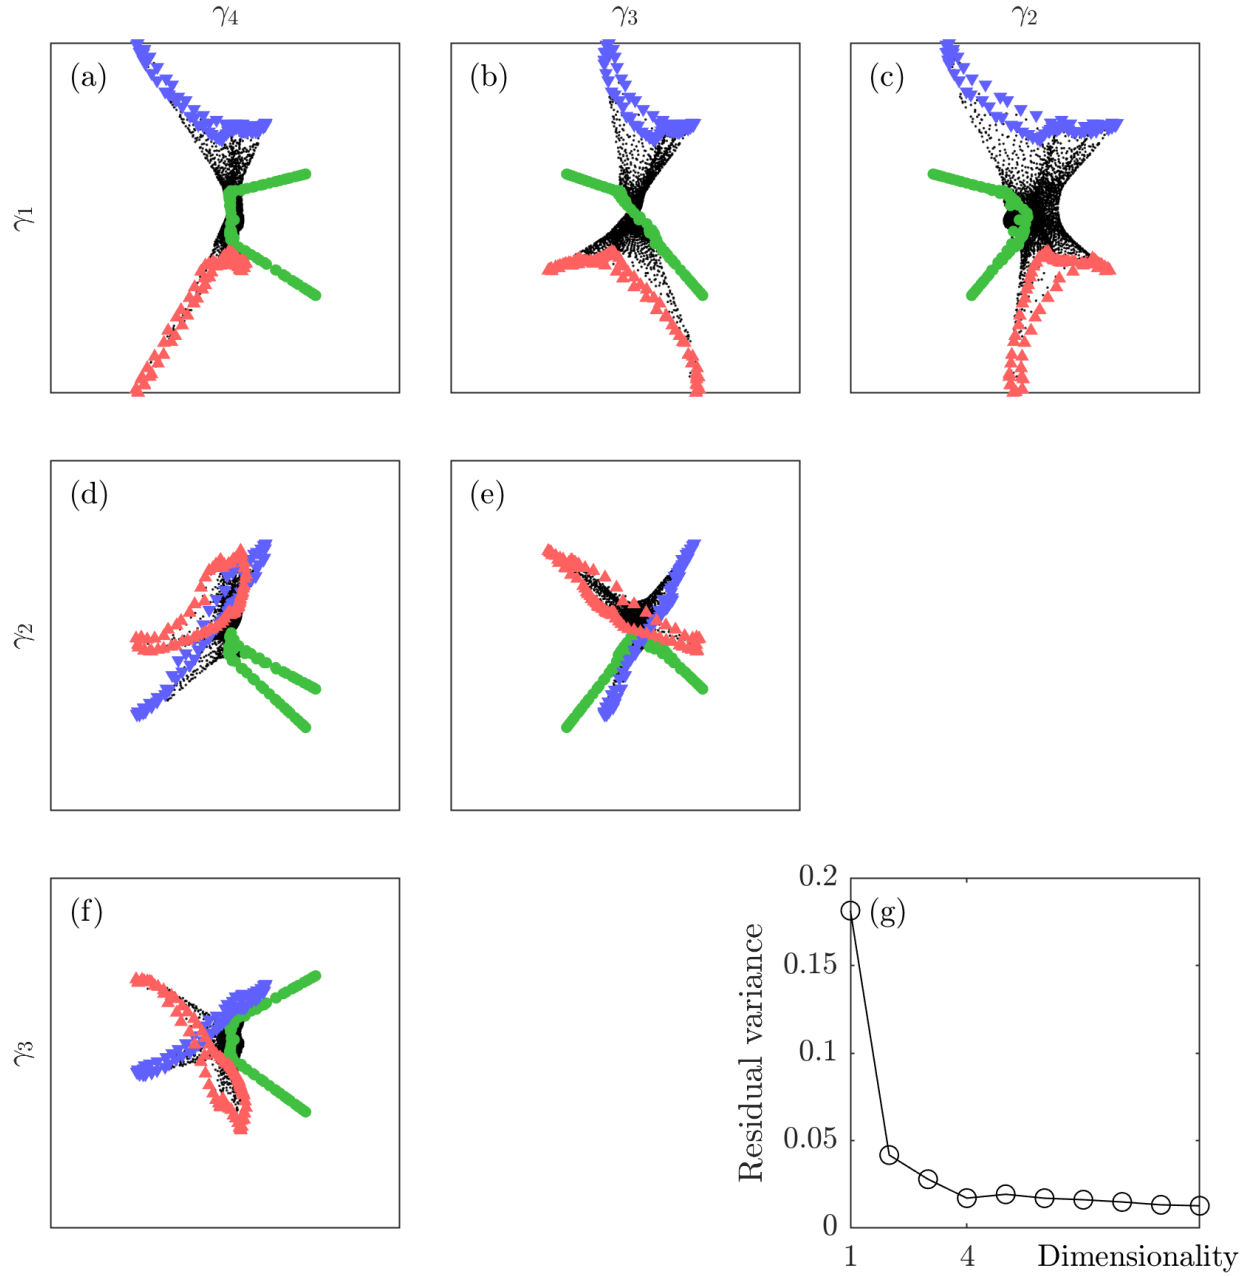 γ4 γ3 γ2
γ1
(a) (b) (c)
γ2
(d) (e)
γ3
(f)
(g)
Residual variance
0.2
0.15
0.1
0.05
0
1 4 Dimensionality